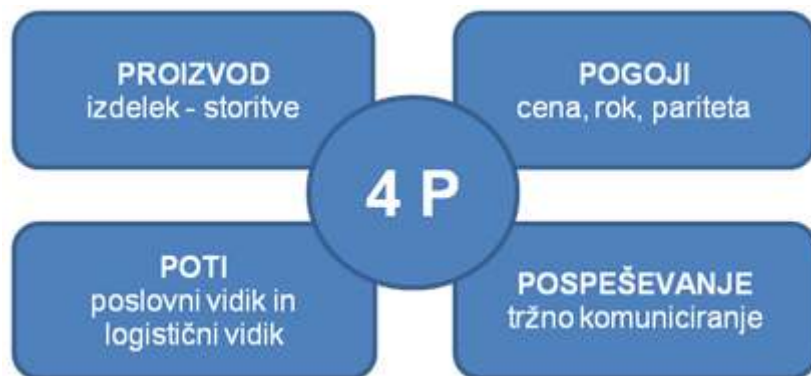 PROIZVOD
izdelek - storitve
POGOJI
cena, rok, pariteta
4 P
POTI
poslovni vidik in
logistični vidik
POSPEŠEVANJE
tržno komuniciranje